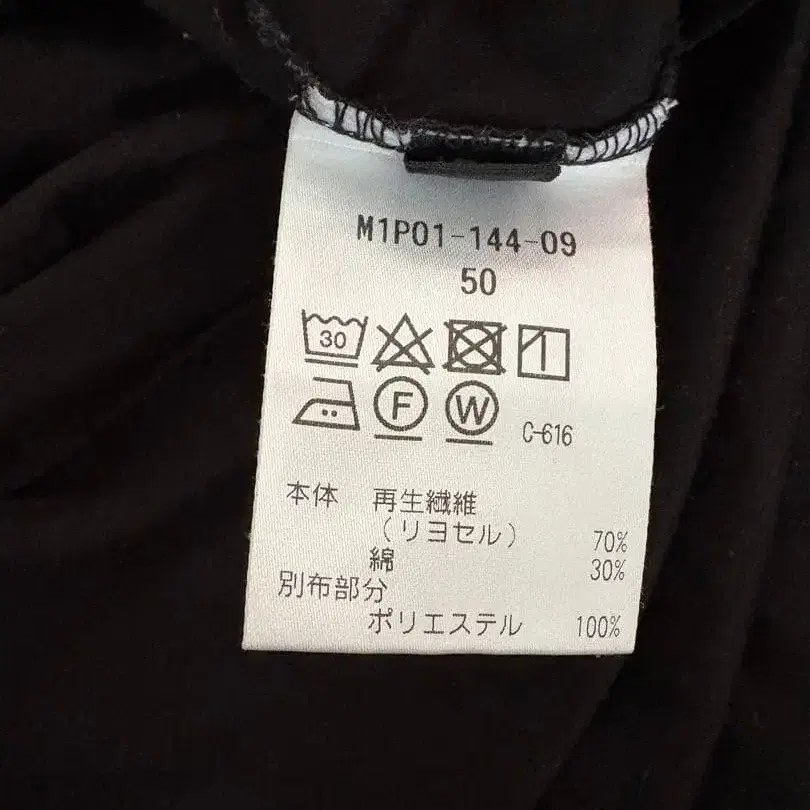 M1P01-144-09
50
30
F W C-616
本体 再生繊維
（リヨセル） 70%
綿 30%
別布部分
ポリエステル 100%